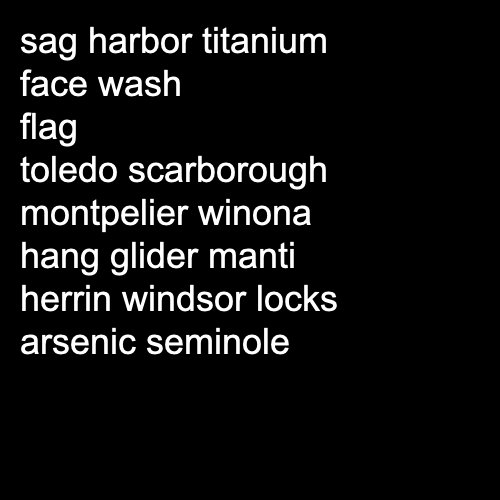 sag harbor titanium
face wash
flag
toledo scarborough
montpelier winona
hang glider manti
herrin windsor locks
arsenic seminole